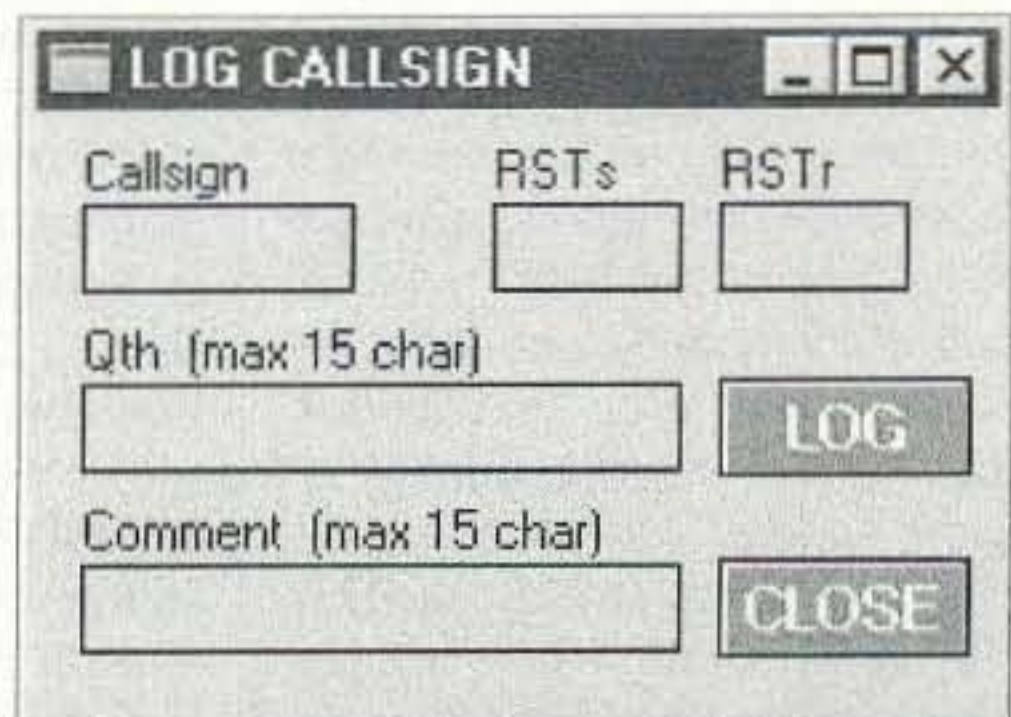 LOG CALLSIGN
Callsign RSTs RSTr
Qth (max 15 char)
LOG
Comment (max 15 char)
CLOSE